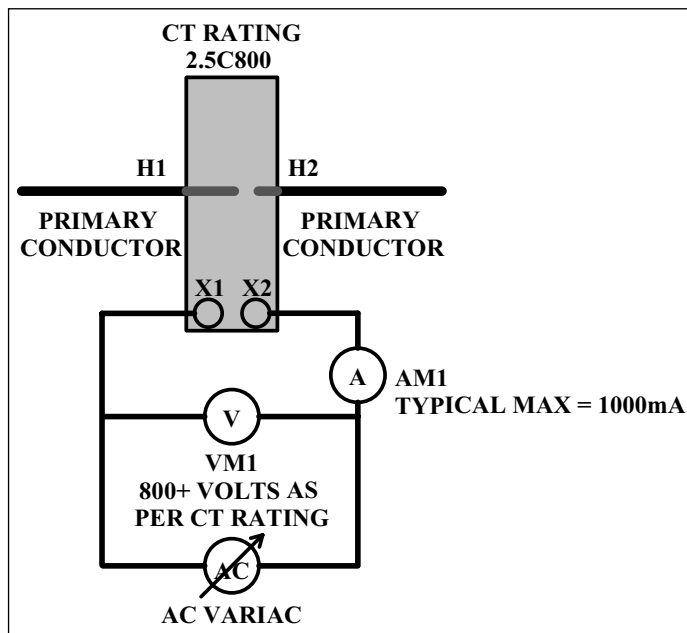 CT RATING
2.5C800
H1
H2
PRIMARY
CONDUCTOR
PRIMARY
CONDUCTOR
X1
X2
A
AM1
TYPICAL MAX = 1000mA
V
VM1
800+ VOLTS AS
PER CT RATING
AC
AC VARIAC